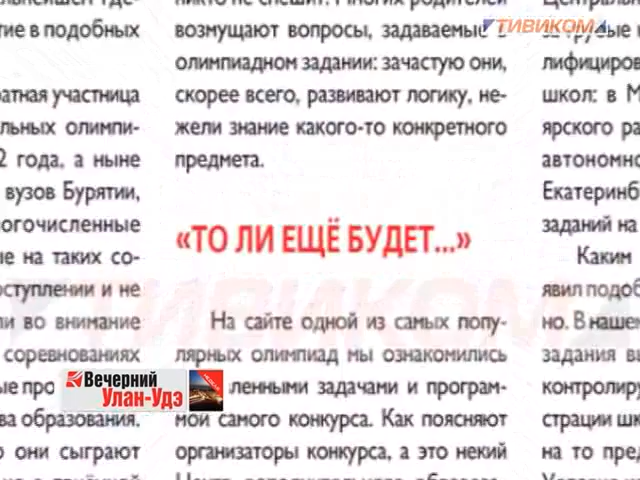 ТИВИКОМ
никто не спешит. Многих родителей
возмущают вопросы, задаваемые в
олимпиадном задании: зачастую они,
скорее всего, развивают логику, не-
жели знание какого-то конкретного
предмета.
«ТО ЛИ ЕЩЁ БУДЕТ...»
На сайте одной из самых попу-
лярных олимпиад мы ознакомились
ленными задачами и програм-
мой самого конкурса. Как поясняют
организаторы конкурса, а это некий
тие в подобных
ратная участница
льных олимпи-
2 года, а ныне
вузов Бурятии,
ногочисленные
ые на таких со-
оступлении и не
ли во внимание
соревнованиях
ые про
ва образования.
о они сыграют
лифициров
школ: в М
ярского ра
автономно
Екатеринб
заданий на
Каким
явил подоб
но. В нашем
задания вы
контролиру
страции шк
на то пред
ТИВИКОМ
Вечерний
Улан-Удэ